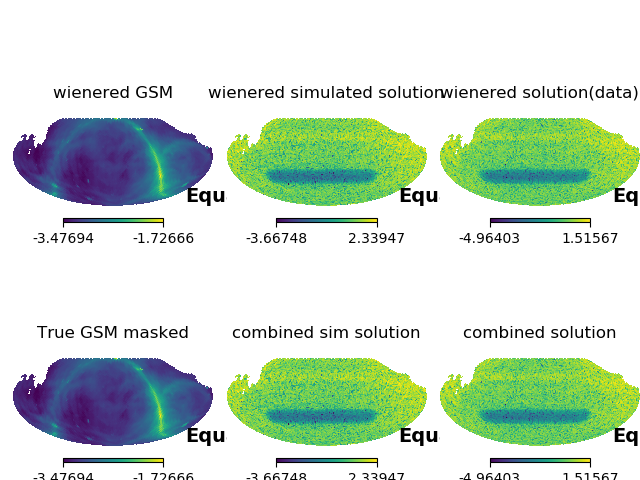 wienered GSM wienered simulated solution wienered solution(data)
Equ Equ Eq
-3.47694 -1.72666 -3.66748 2.33947 -4.96403 1.51567
True GSM masked combined sim solution combined solution
Equ Equ Eq
-3.47694 -1.72666 -3.66748 2.33947 -4.96403 1.51567